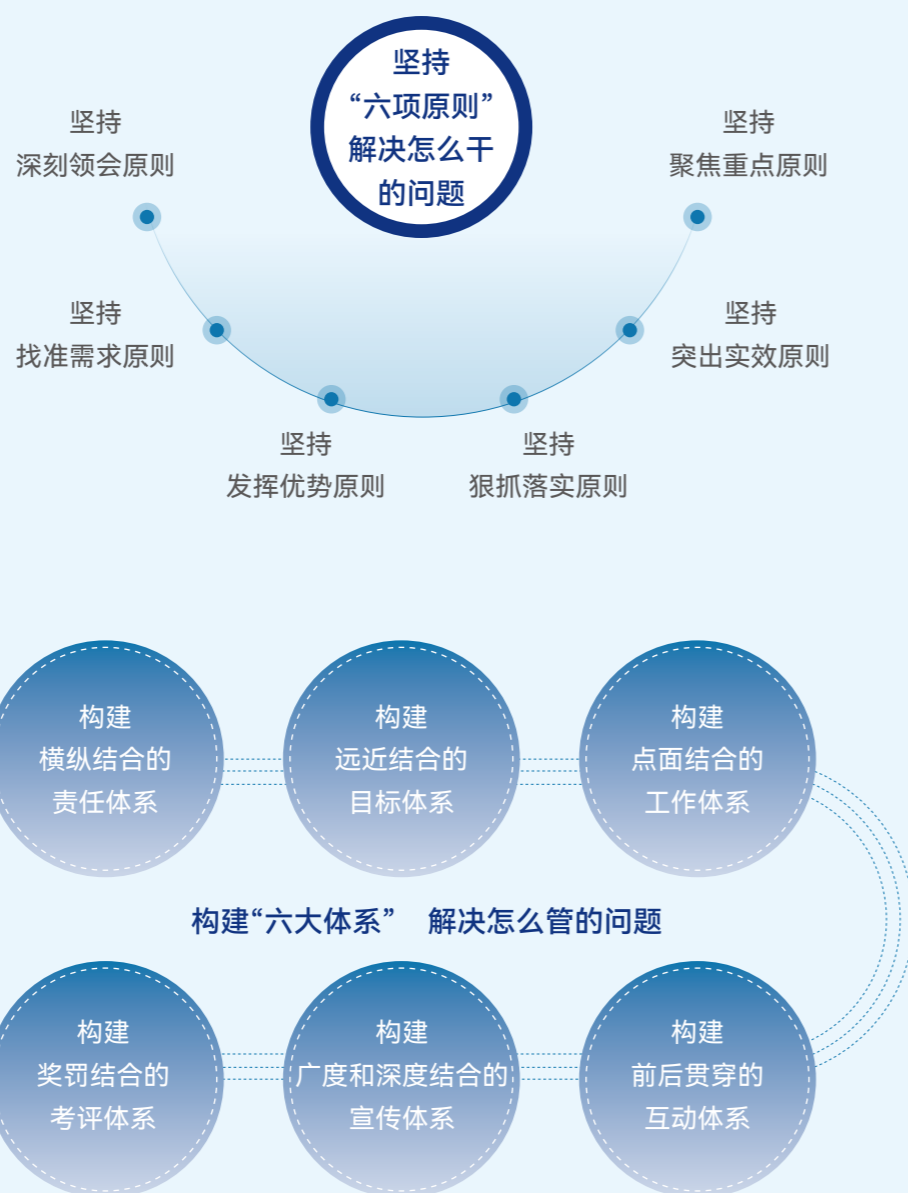 坚持
“六项原则”
解决怎么干
的问题
坚持
深刻领会原则
坚持
找准需求原则
坚持
发挥优势原则
坚持
狠抓落实原则
坚持
突出实效原则
坚持
聚焦重点原则
构建
横纵结合的
责任体系
构建
远近结合的
目标体系
构建
点面结合的
工作体系
构建“六大体系” 解决怎么管的问题
构建
奖罚结合的
考评体系
构建
广度和深度结合的
宣传体系
构建
前后贯穿的
互动体系